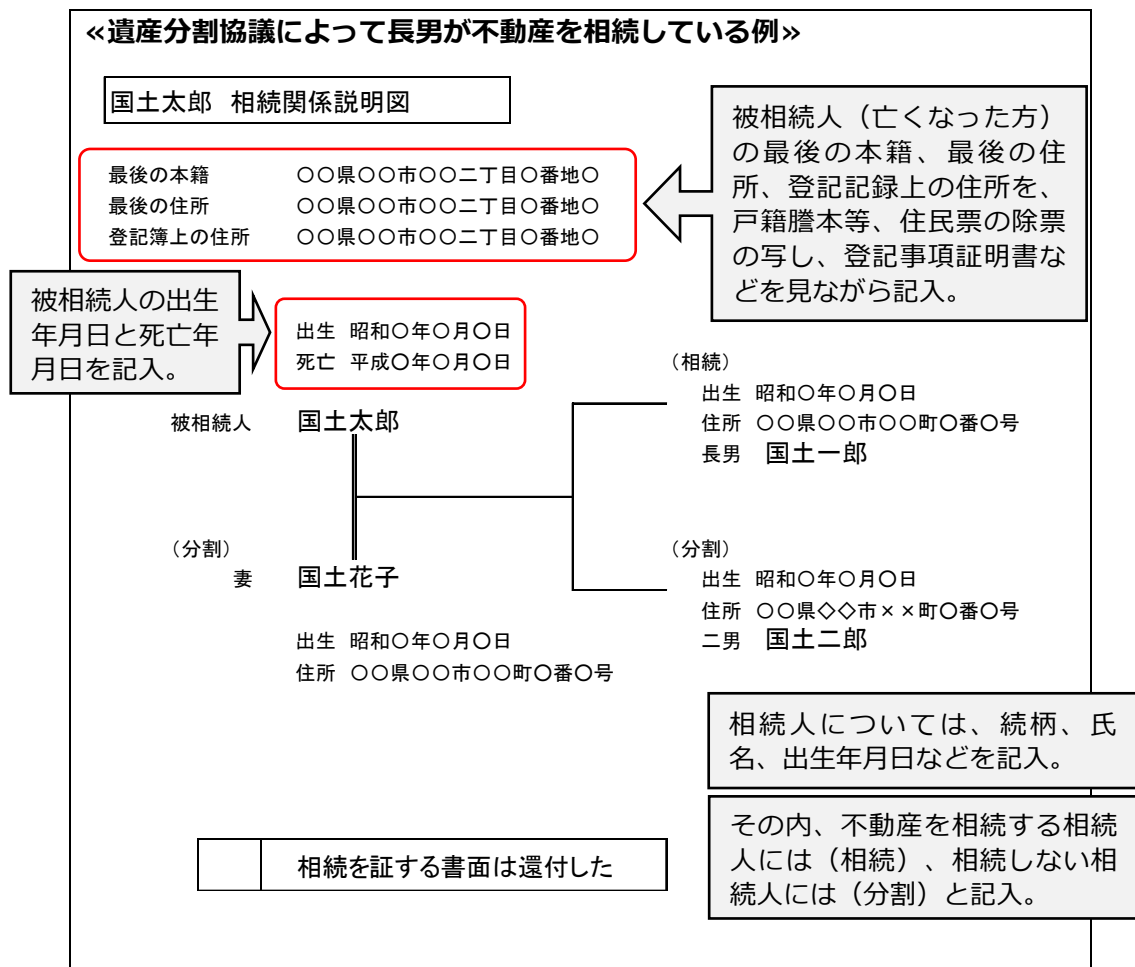 ≪遺産分割協議によって長男が不動産を相続している例≫
国土太郎 相続関係説明図
最後の本籍 〇〇県〇〇市〇〇二丁目〇番地〇
最後の住所 〇〇県〇〇市〇〇二丁目〇番地〇
登記簿上の住所 〇〇県〇〇市〇〇二丁目〇番地〇
被相続人（亡くなった方）
の最後の本籍、最後の住
所、登記記録上の住所を、
戸籍謄本等、住民票の除票
の写し、登記事項証明書な
どを見ながら記入。
被相続人の出生
年月日と死亡年
月日を記入。
出生 昭和〇年〇月〇日
死亡 平成〇年〇月〇日
被相続人 国土太郎
（相続）
出生 昭和〇年〇月〇日
住所 〇〇県〇〇市〇〇町〇番〇号
長男 国土一郎
（分割）
妻 国土花子
出生 昭和〇年〇月〇日
住所 〇〇県〇〇市〇〇町〇番〇号
（分割）
出生 昭和〇年〇月〇日
住所 〇〇県◇◇市××町〇番〇号
二男 国土二郎
相続人については、続柄、氏
名、出生年月日などを記入。
その内、不動産を相続する相続
人には（相続）、相続しない相
続人には（分割）と記入。
相続を証する書面は還付した